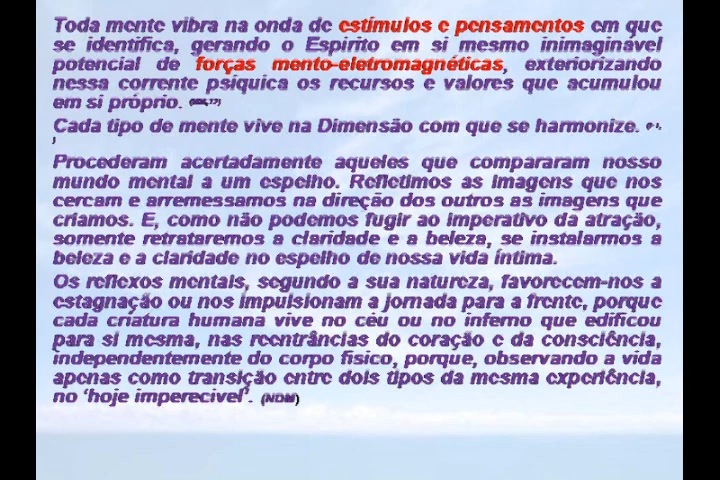 Toda mente vibra na onda de estímulos e pensamentos em que
se identifica, gerando o Espírito em si mesmo inimaginável
potencial de forças mento-eletromagnéticas, exteriorizando
nessa corrente psíquica os recursos e valores que acumulou
em si próprio.
Cada tipo de mente vive na Dimensão com que se harmonize.
Procederam acertadamente aqueles que compararam nosso
mundo mental a um espelho. Refletimos as imagens que nos
cercam e arremessamos na direção dos outros as imagens que
criamos. E, como não podemos fugir ao imperativo da atração,
somente retrataremos a claridade e a beleza, se instalarmos a
beleza e a claridade no espelho de nossa vida íntima.
Os reflexos mentais, segundo a sua natureza, favorecem-nos a
estagnação ou nos impulsionam a jornada para a frente, porque
cada criatura humana vive no céu ou no inferno que edificou
para si mesma, nas reentrâncias do coração e da consciência,
independentemente do corpo físico, porque, observando a vida
apenas como transição entre dois tipos da mesma experiência,
no ‘hoje imperecível’. (NDM)